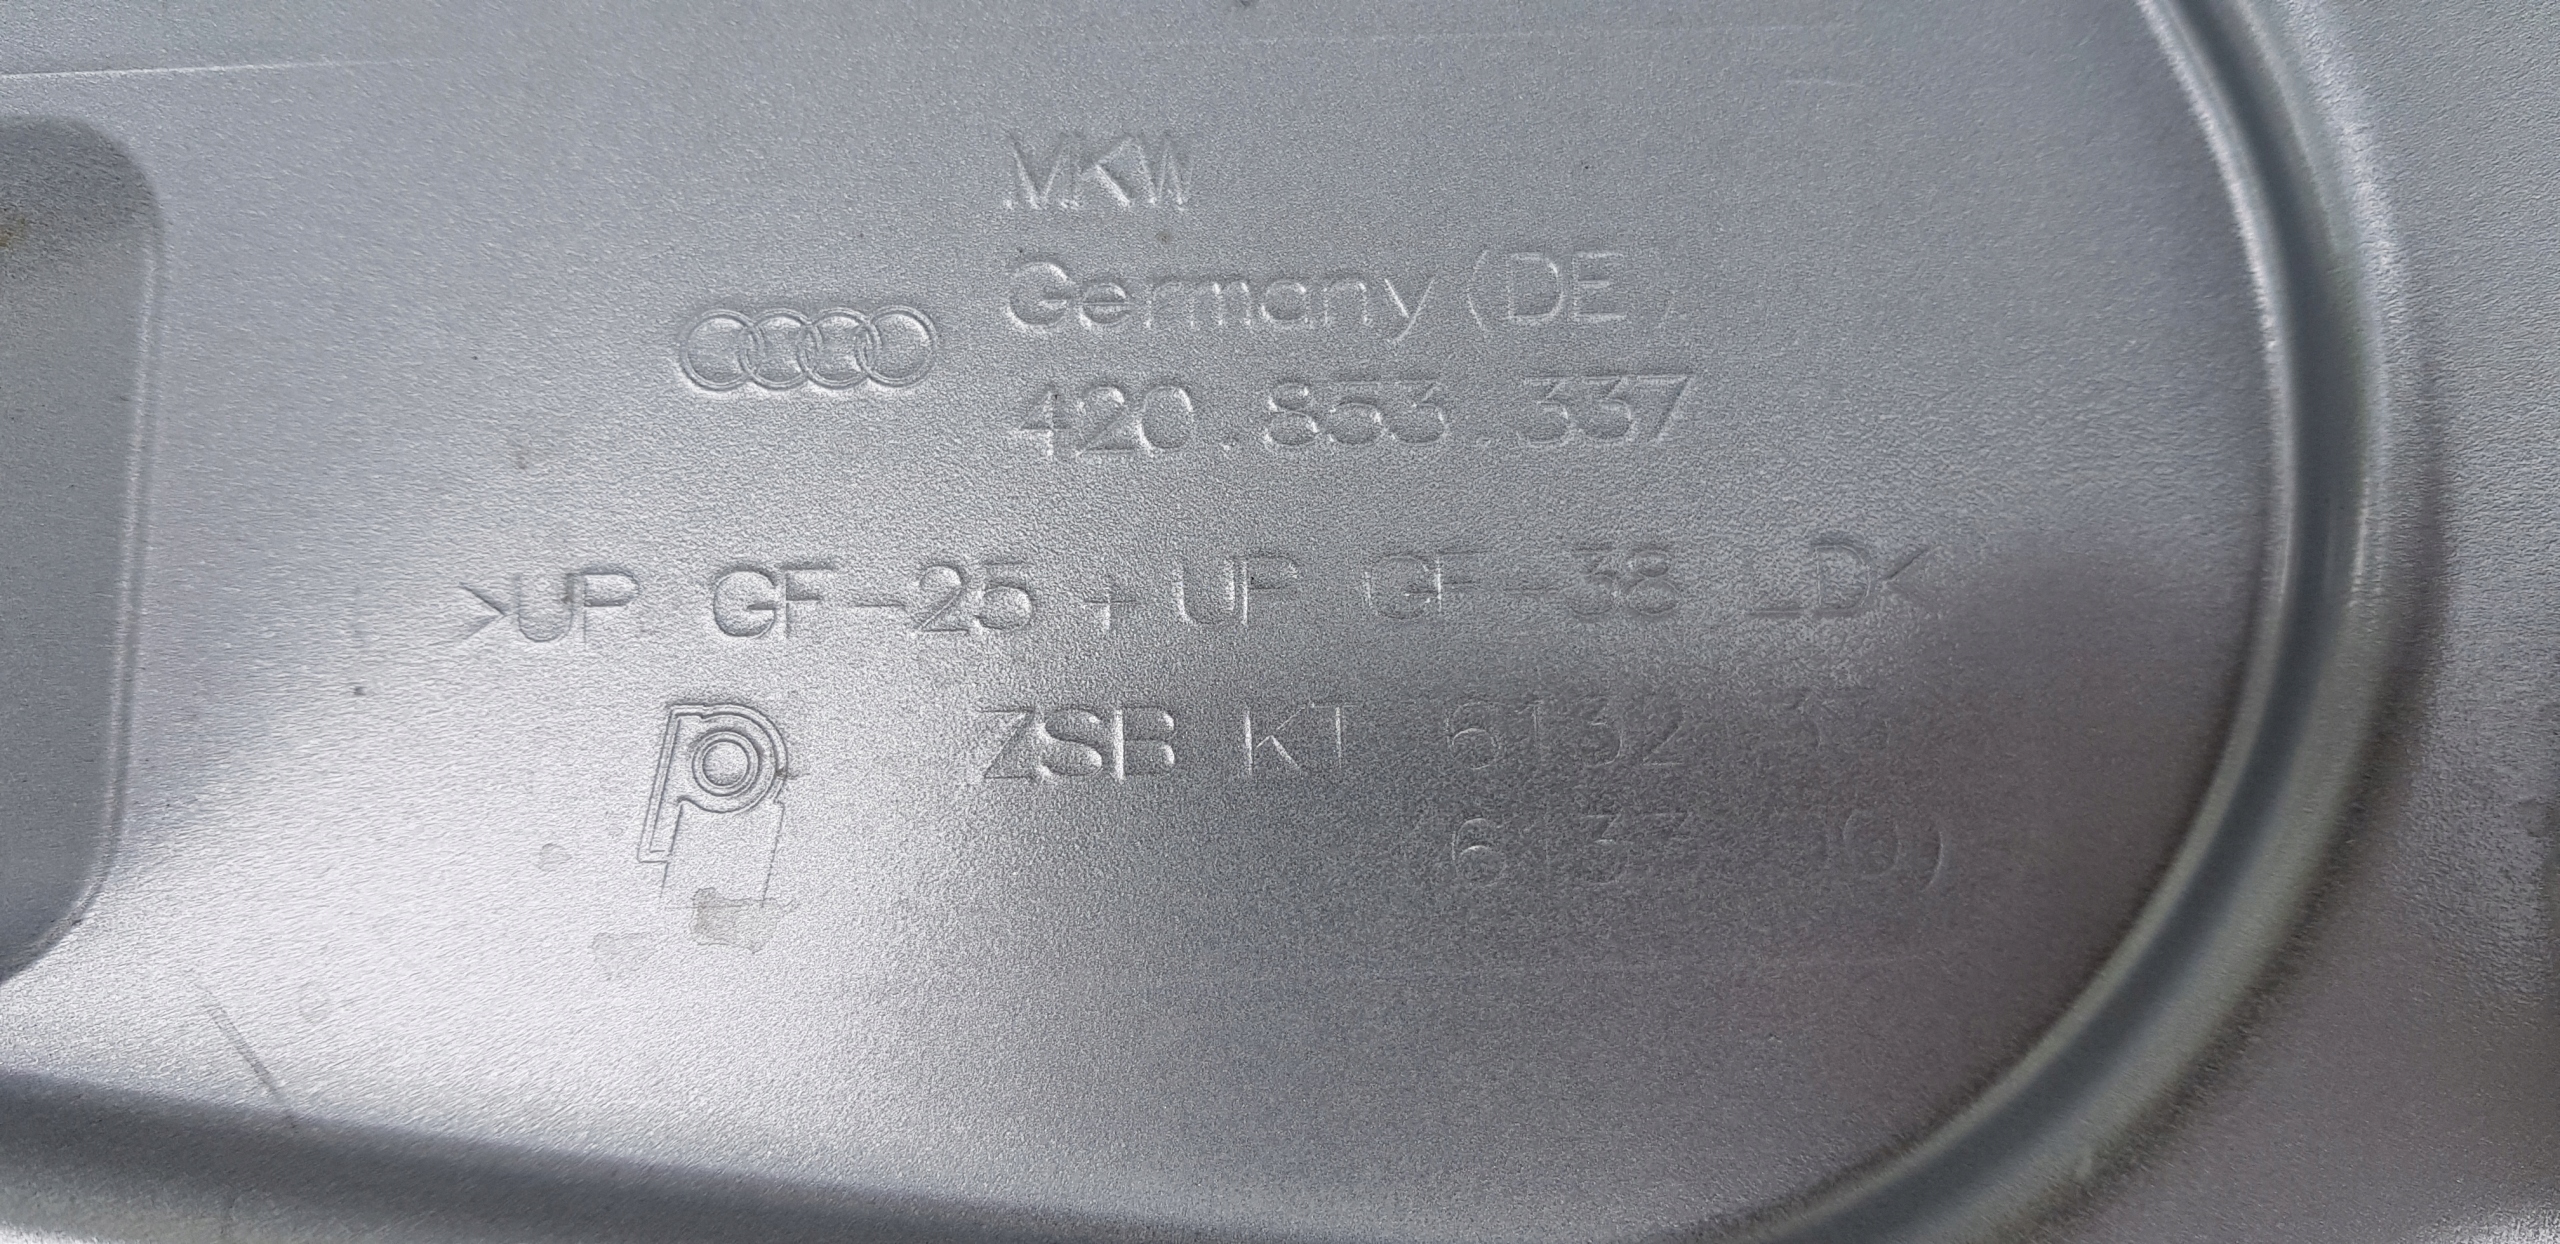 MKW
Germany (DE)
420.853.337
>UP GF-25 + UP GF-38 LD<
ZSB KT